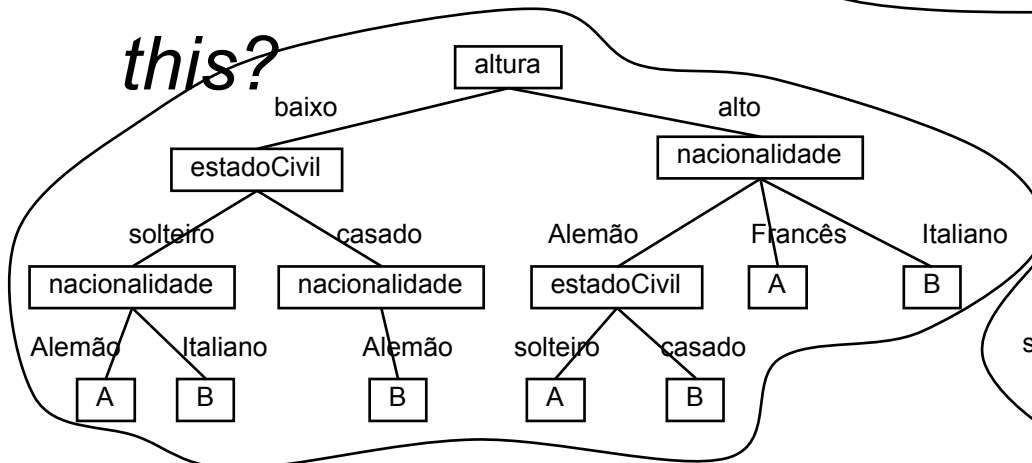 this?
altura
baixo
alto
estadoCivil
nacionalidade
solteiro
casado
Alemão
Francês
Italiano
nacionalidade
nacionalidade
estadoCivil
A
B
Alemão
Italiano
Alemão
solteiro
casado
s
A
B
B
A
B